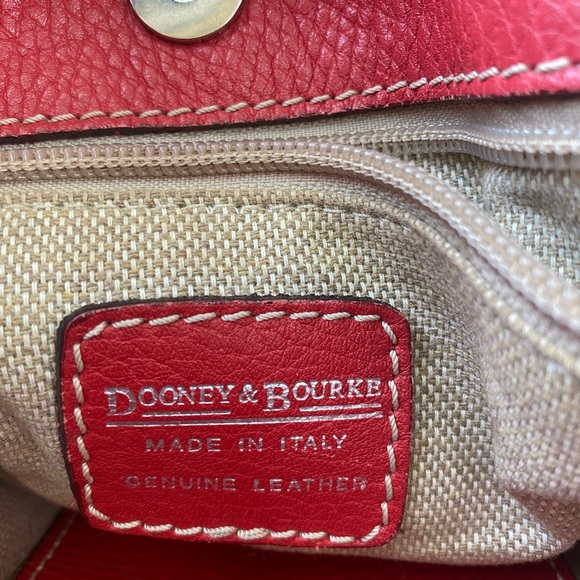 DOONEY & BOURKE
MADE IN ITALY
GENUINE LEATHER